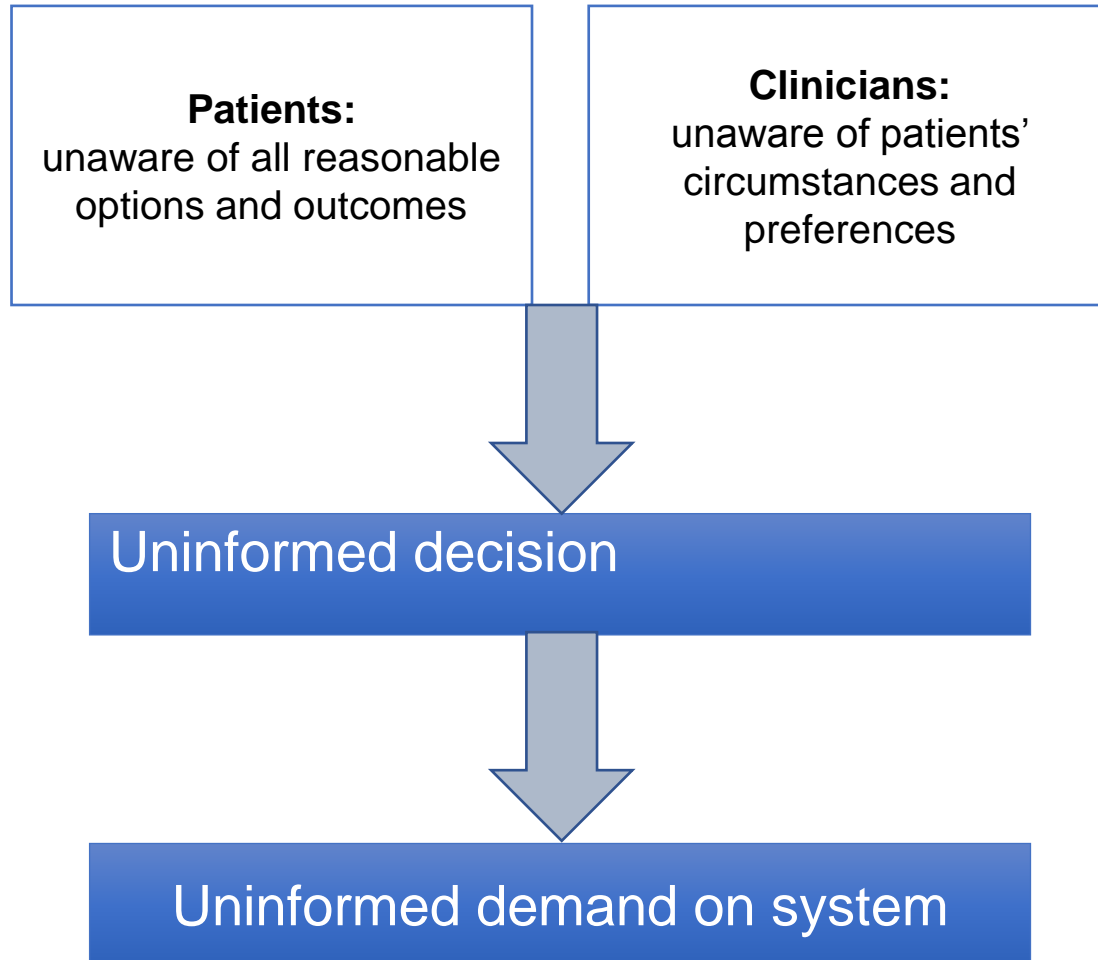 Patients:
unaware of all reasonable
options and outcomes
Clinicians:
unaware of patients’
circumstances and
preferences
Uninformed decision
Uninformed demand on system